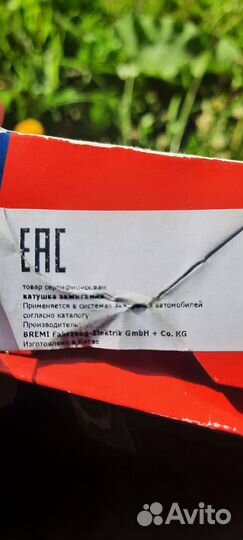 EAC
товар сертифицирован
катушка зажигания
Применяется в системах зажигания автомобилей
согласно каталогу
Производитель:
BREMI Fahrzeug-Elektrik GmbH + Co. KG
Изготовлено в Китае
Avito